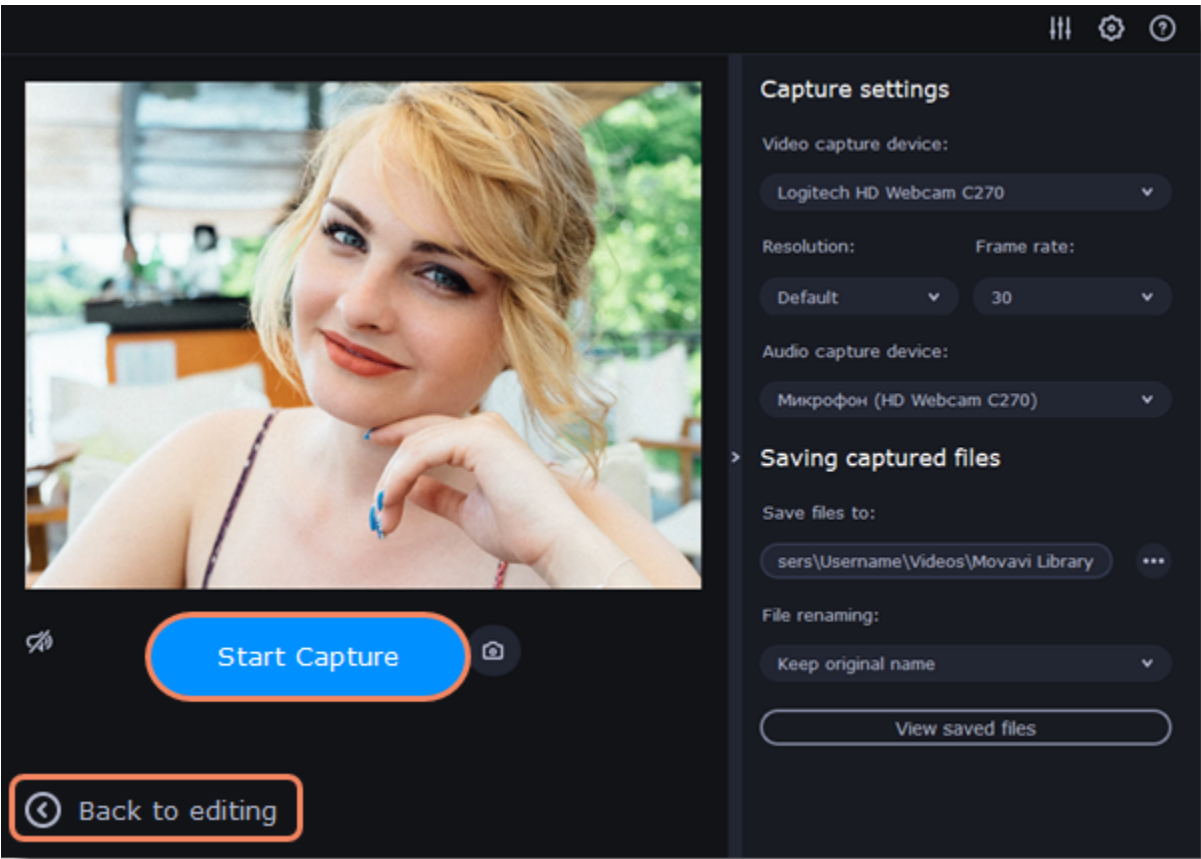 Capture settings
Video capture device:
Logitech HD Webcam C270
Resolution: Frame rate:
Default 30
Audio capture device:
Микрофон (HD Webcam C270)
Saving captured files
Save files to:
sers\Username\Videos\Movavi Library
File renaming:
Keep original name
View saved files
Start Capture
Back to editing